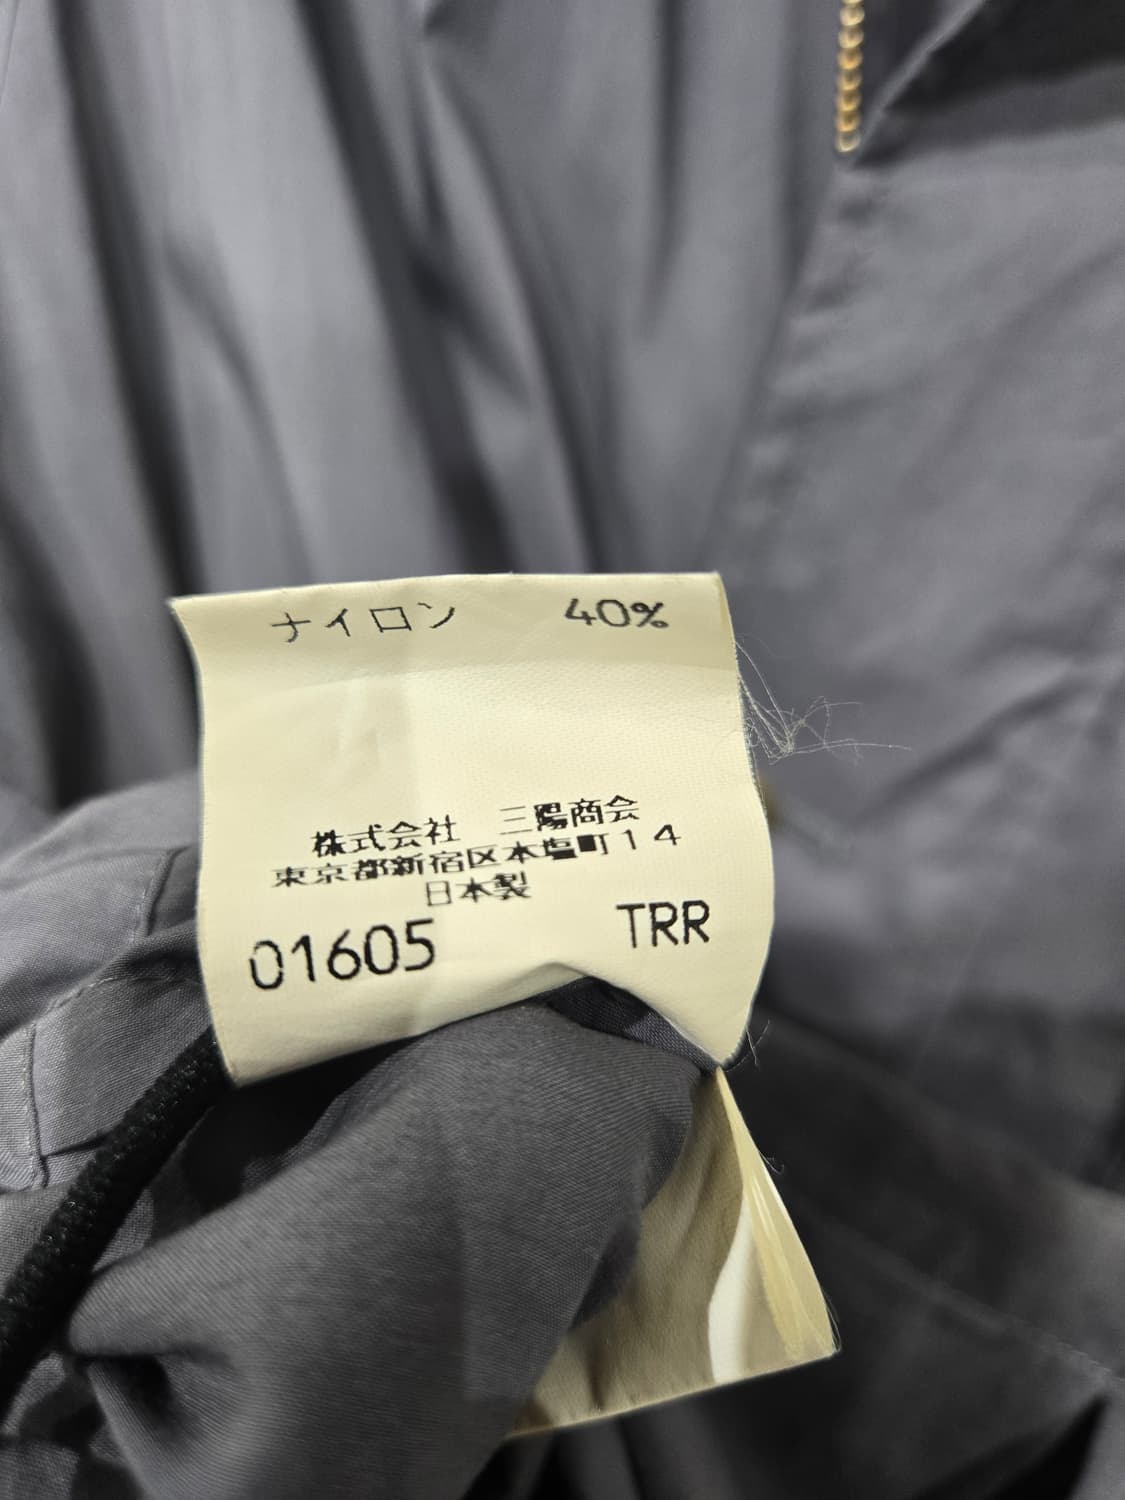 ナイロン 40%
株式会社 三陽商会
東京都新宿区本塩町14
日本製
01605 TRR